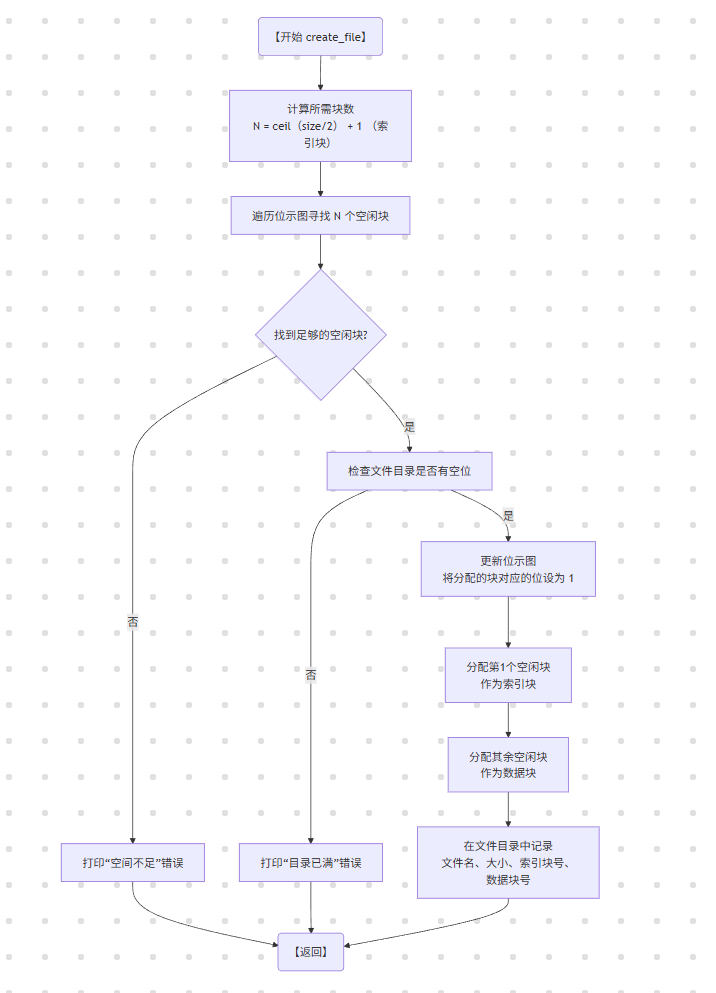 【开始 create_file】
计算所需块数
N = ceil（size/2） + 1 （索
引块）
遍历位示图寻找 N 个空闲块
找到足够的空闲块?
是
检查文件目录是否有空位
是
更新位示图
将分配的块对应的位设为 1
否
否
分配第1个空闲块
作为索引块
分配其余空闲块
作为数据块
打印“空间不足”错误
打印“目录已满”错误
在文件目录中记录
文件名、大小、索引块号、
数据块号
【返回】